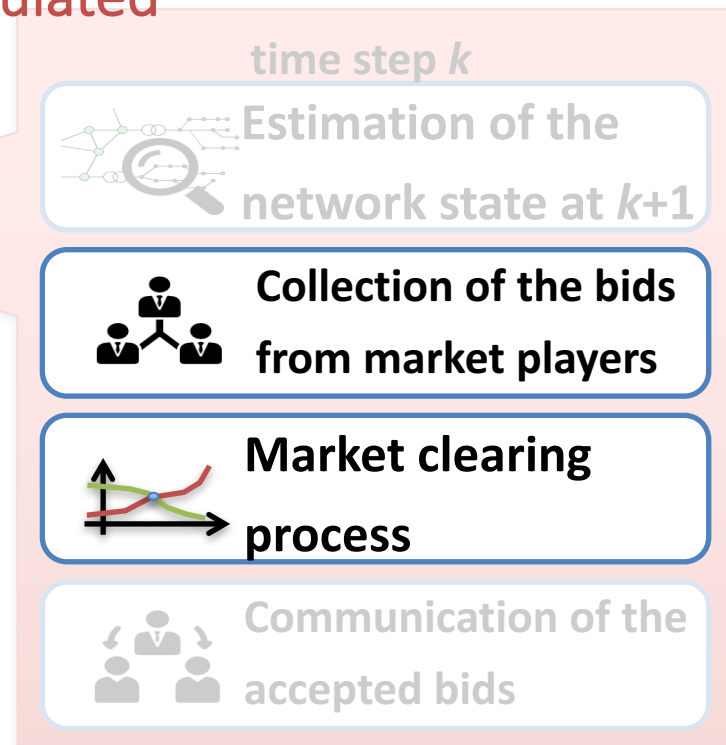 time step k
Estimation of the
network state at k+1
Collection of the bids
from market players
Market clearing
process
Communication of the
accepted bids